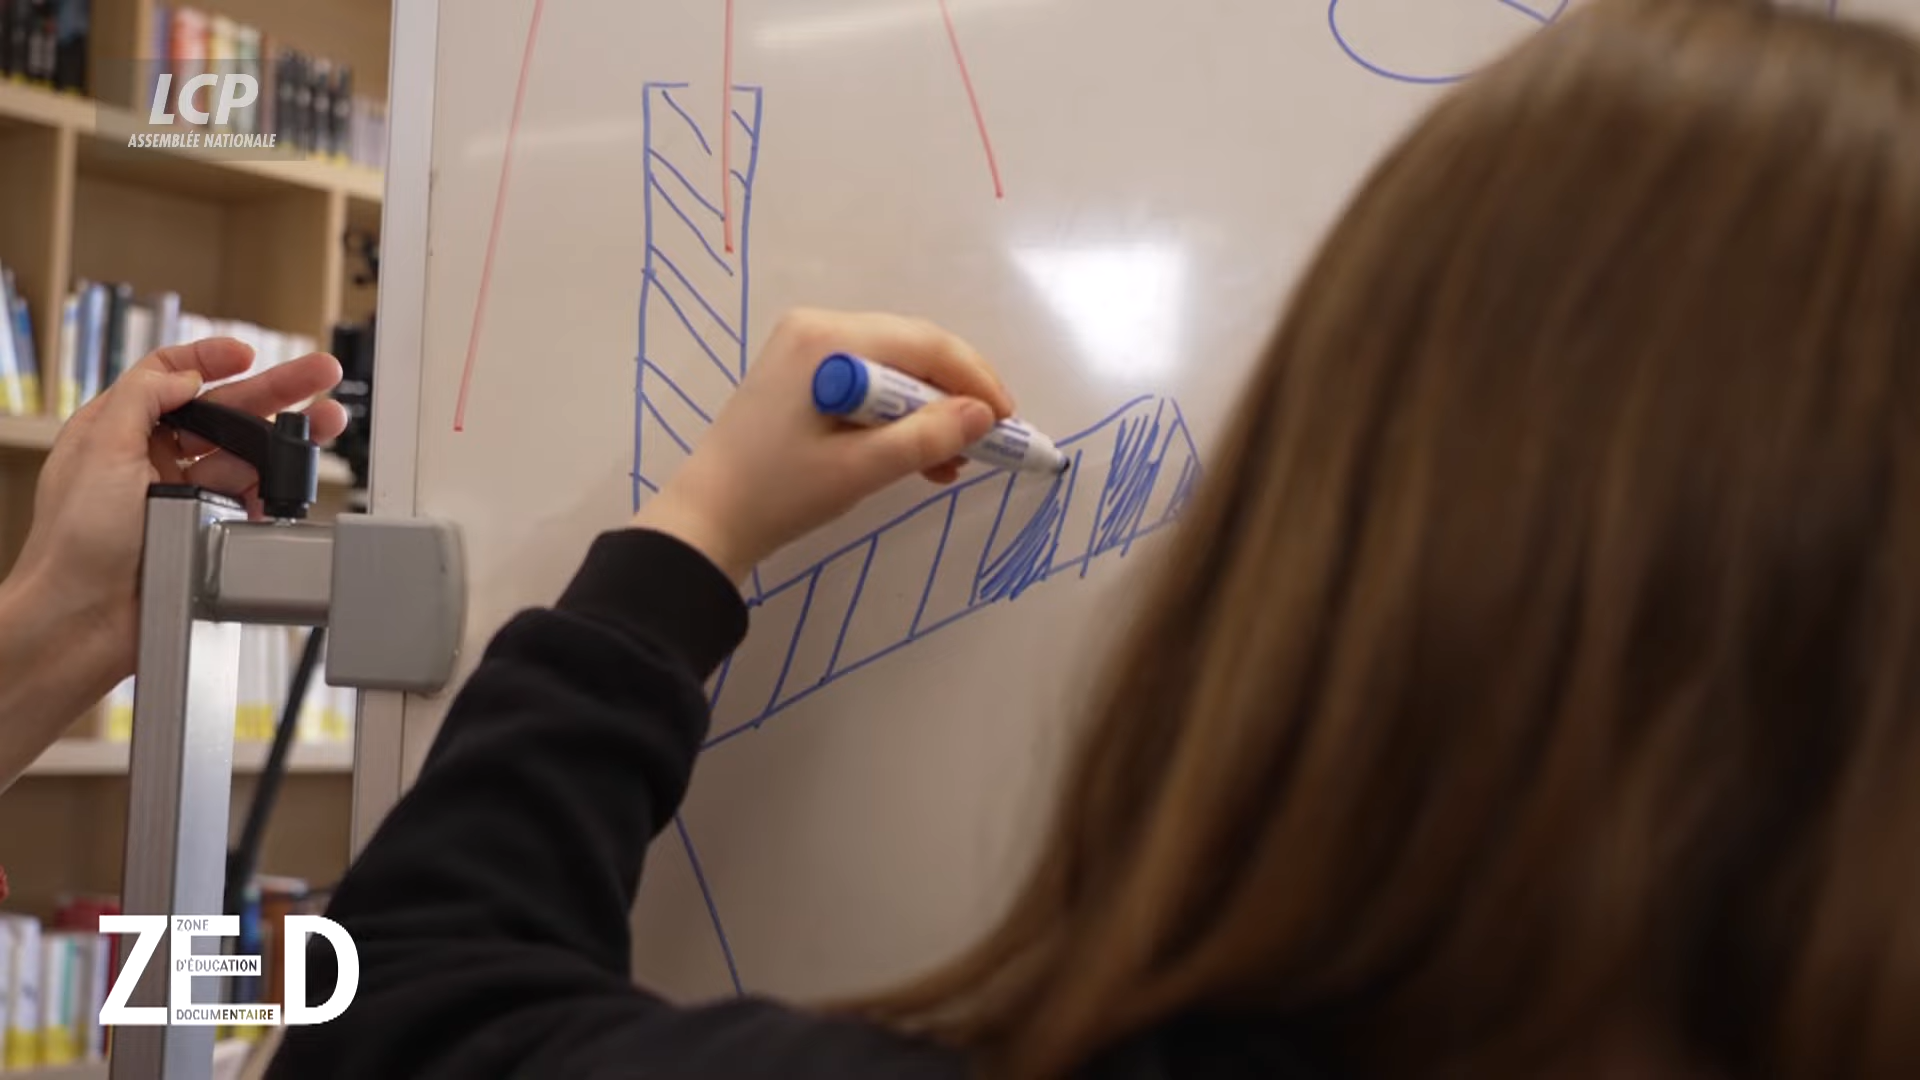 LCP
ASSEMBLÉE NATIONALE
ZED
ZONE
D'ÉDUCATION
DOCUMENTAIRE